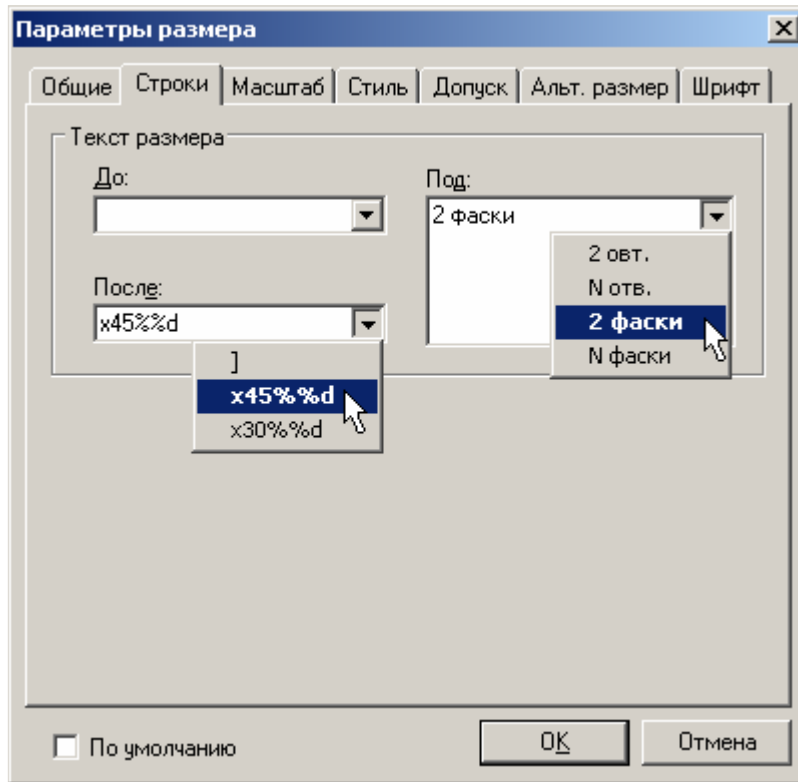 Параметры размера
Общие Строки Масштаб Стиль Допуск Альт. размер Шрифт
Текст размера
До: Под:
2 фаски
2 овт.
После: N отв.
x45%%d 2 фаски
] N фаски
x45%%d
x30%%d
По умолчанию OK Отмена